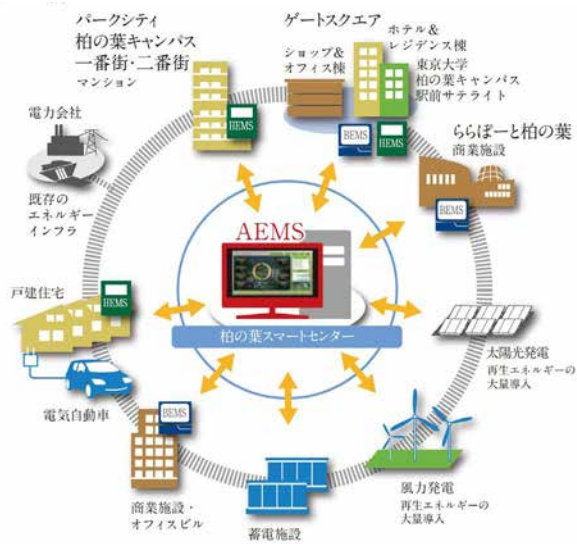 パークシティ
柏の葉キャンパス
一番街・二番街
マンション
HEMS
ゲートスクエア
ショップ&
オフィス棟
ホテル&
レジデンス棟
東京大学
柏の葉キャンパス
駅前サテライト
BEMS
HEMS
ららぽーと柏の葉
商業施設
BEMS
電力会社
既存の
エネルギー
インフラ
AEMS
柏の葉スマートセンター
戸建住宅
HEMS
電気自動車
太陽光発電
再生エネルギーの
大量導入
BEMS
商業施設・
オフィスビル
蓄電施設
風力発電
再生エネルギーの
大量導入